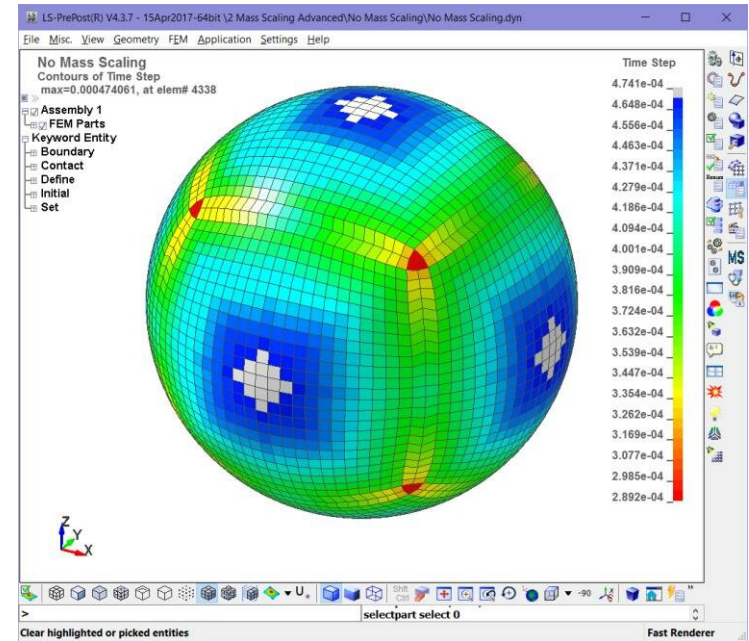 LS-PrePost(R) V4.3.7 - 15Apr2017-64bit \2 Mass Scaling Advanced\No Mass Scaling\No Mass Scaling.dyn
File Misc. View Geometry FEM Application Settings Help
No Mass Scaling
Contours of Time Step
max=0.000474061, at elem# 4338
Assembly 1
FEM Parts
Keyword Entity
Boundary
Contact
Define
Initial
Set
Time Step
4.741e-04
4.648e-04
4.556e-04
4.463e-04
4.371e-04
4.279e-04
4.186e-04
4.094e-04
4.001e-04
3.909e-04
3.816e-04
3.724e-04
3.632e-04
3.539e-04
3.447e-04
3.354e-04
3.262e-04
3.169e-04
3.077e-04
2.985e-04
2.892e-04
MS
Z
Y
X
Shft
Ctrl
-90
>
selectpart select 0
Clear highlighted or picked entities
Fast Renderer